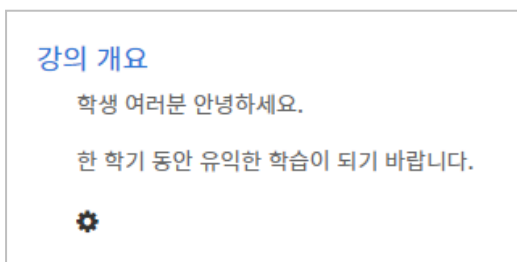 강의 개요
학생 여러분 안녕하세요.
한 학기 동안 유익한 학습이 되기 바랍니다.